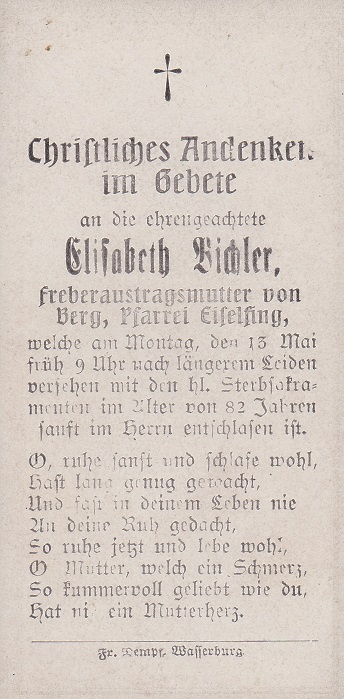 Christliches Andenken
im Gebete
an die ehrengeachtete
Elisabeth Bichler,
Freberaustragsmutter von
Berg, Pfarrei Eiselfing,
welche am Montag, den 13 Mai
früh 9 Uhr nach längerem Leiden
versehen mit den hl. Sterbsakra-
menten im Alter von 82 Jahren
sanft im Herrn entschlafen ist.
O, ruhe sanft und schlafe wohl,
Hast lang genug gewacht,
Und fast in deinem Leben nie
An deine Ruh gedacht,
So ruhe jetzt und lebe wohl,
O Mutter, welch ein Schmerz,
So kummervoll geliebt wie du,
Hat nie ein Mutterherz.
Fr. Dempf, Wasserburg.